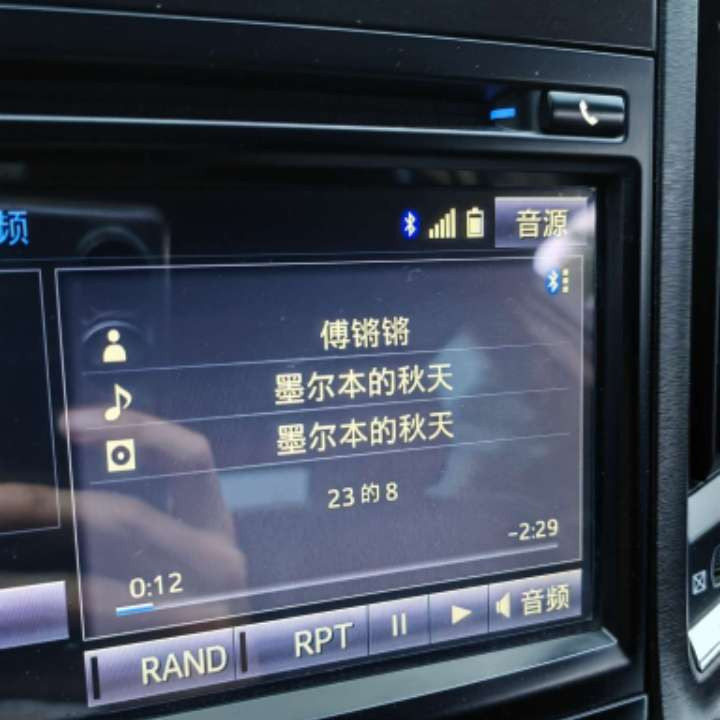 频
音源
傅锵锵
墨尔本的秋天
墨尔本的秋天
23 的 8
-2:29
0:12
RAND
RPT
音频